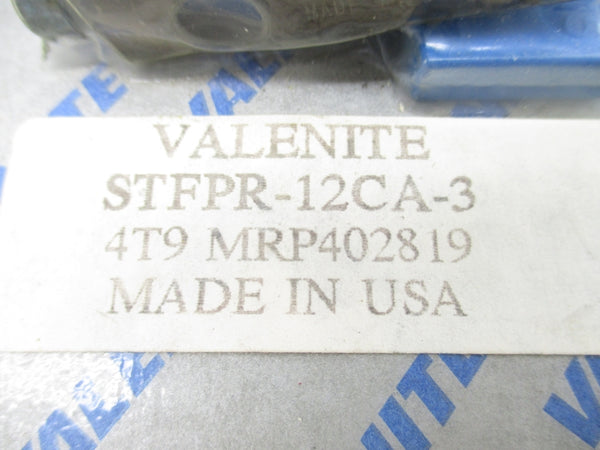 VALENITE
STFPR-12CA-3
4T9 MRP402819
MADE IN USA